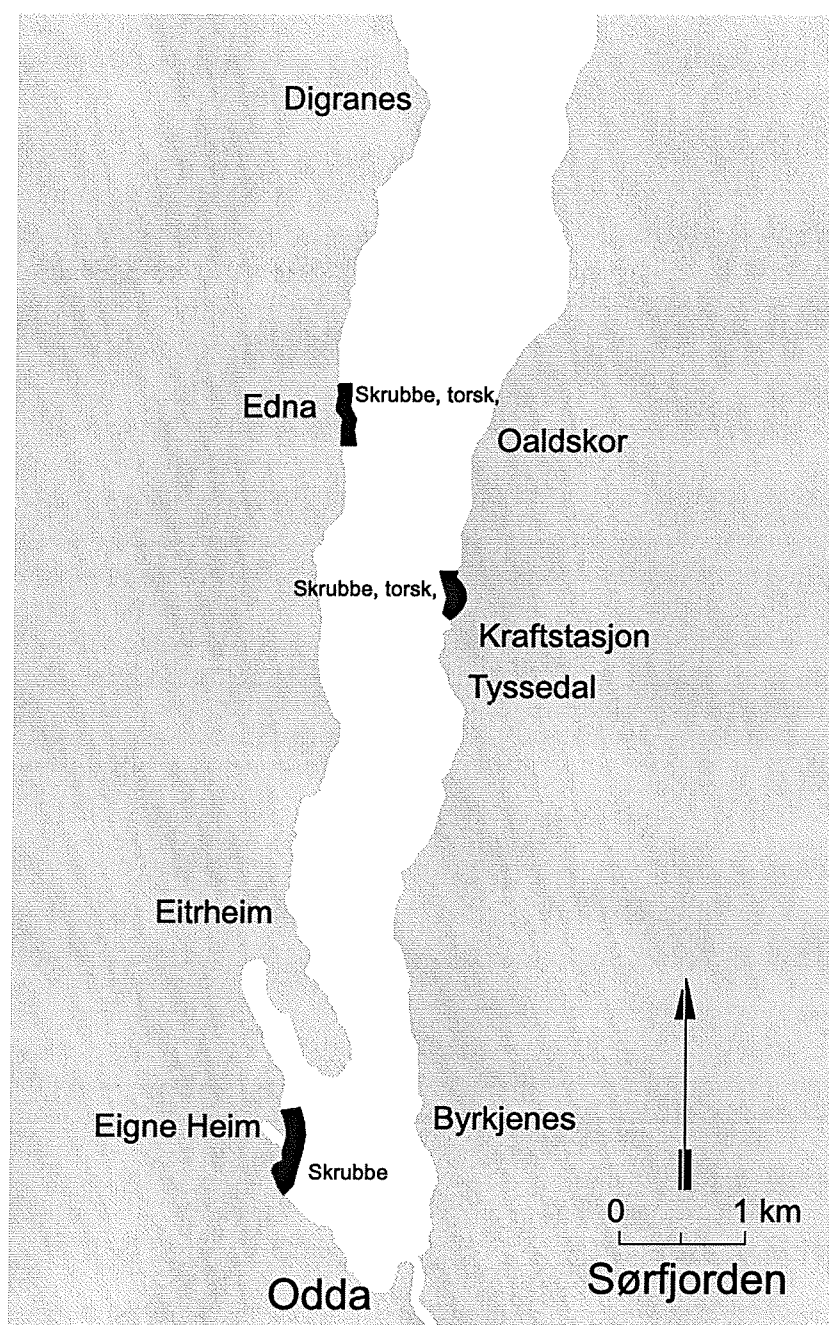 Digranes
Skrubbe, torsk,
Edna
Oaldskor
Skrubbe, torsk,
Kraftstasjon
Tyssedal
Eitrheim
Eigne Heim
Byrkjenes
Skrubbe
0 1 km
Sørfjorden
Odda